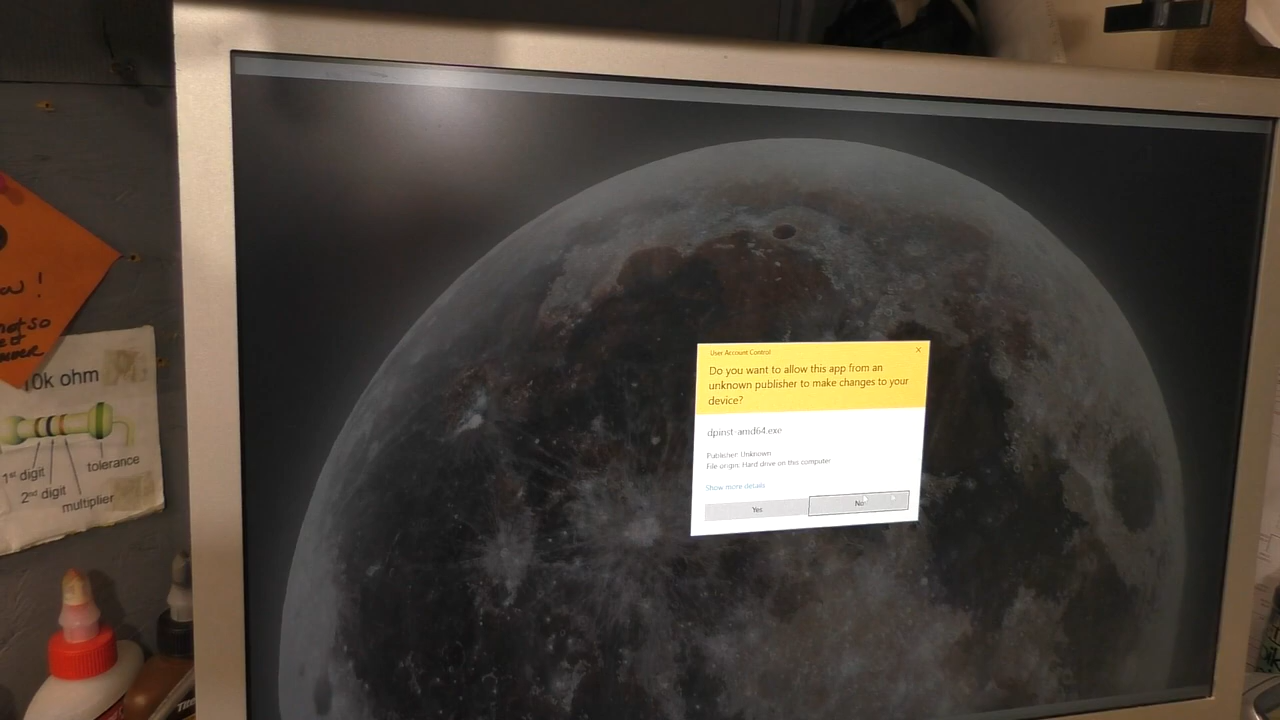 User Account Control
Do you want to allow this app from an
unknown publisher to make changes to your
device?
dpinst-amd64.exe
Publisher: Unknown
File origin: Hard drive on this computer
Show more details
Yes
No
not so
10k ohm
1st digit
2nd digit
multiplier
tolerance